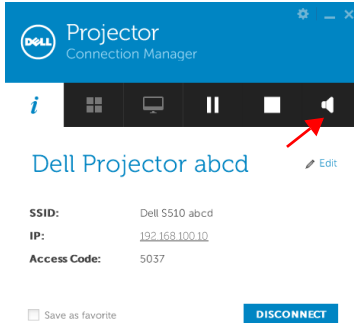 DELL
Projector
Connection Manager
i
Dell Projector abcd
Edit
SSID: Dell S510 abcd
IP: 192.168.100.10
Access Code: 5037
Save as favorite
DISCONNECT